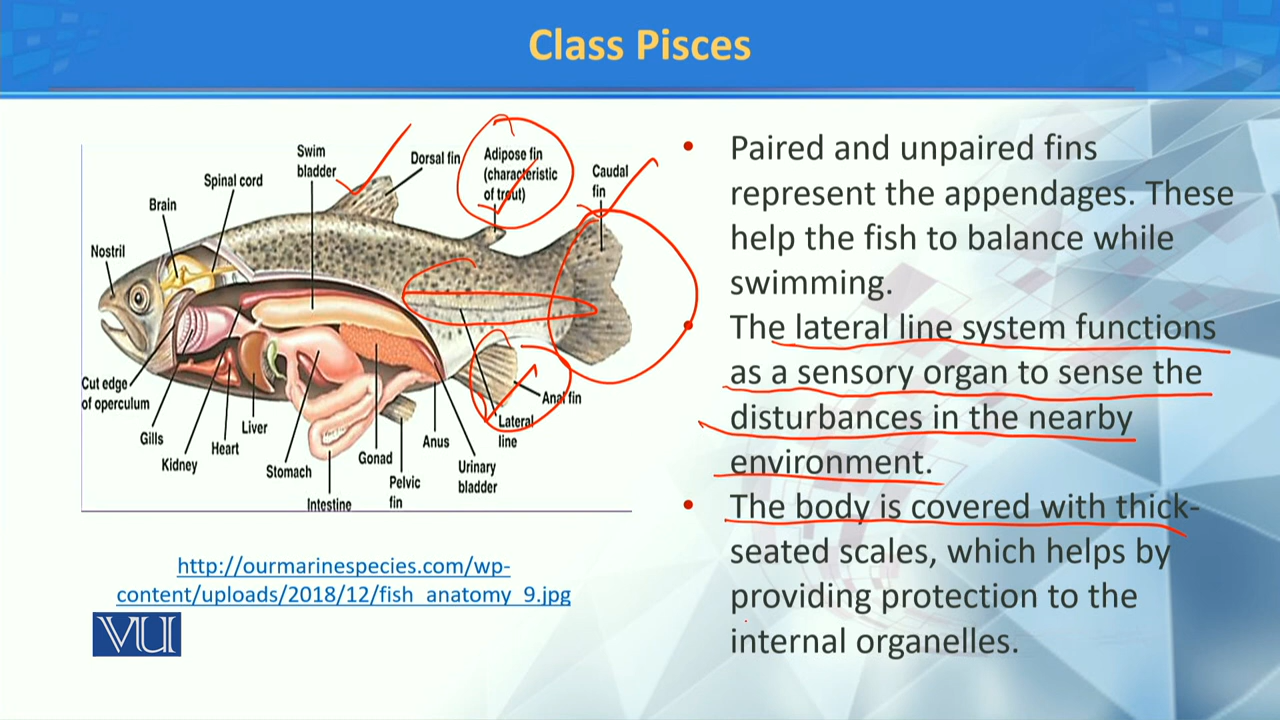 Class Pisces
Swim
bladder
Dorsal fin
Adipose fin
(characteristic
of trout)
Caudal
fin
Spinal cord
Brain
Nostril
Cut edge
of operculum
Gills
Kidney
Heart
Liver
Stomach
Intestine
Gonad
Pelvic
fin
Anus
Urinary
bladder
Lateral
line
Anal fin
http://ourmarinespecies.com/wp-
content/uploads/2018/12/fish_anatomy_9.jpg
VU
• Paired and unpaired fins
represent the appendages. These
help the fish to balance while
swimming.
• The lateral line system functions
as a sensory organ to sense the
disturbances in the nearby
environment.
• The body is covered with thick-
seated scales, which helps by
providing protection to the
internal organelles.